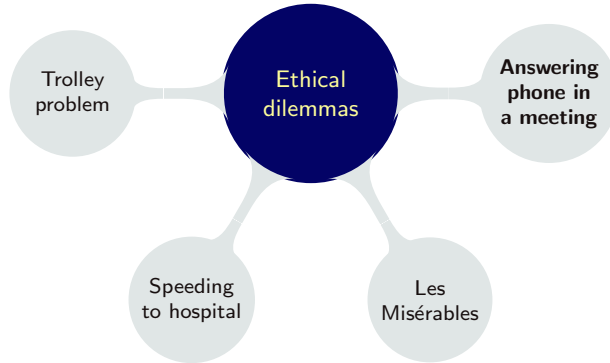 Trolley
problem
Ethical
dilemmas
Answering
phone in
a meeting
Speeding
to hospital
Les
Misérables